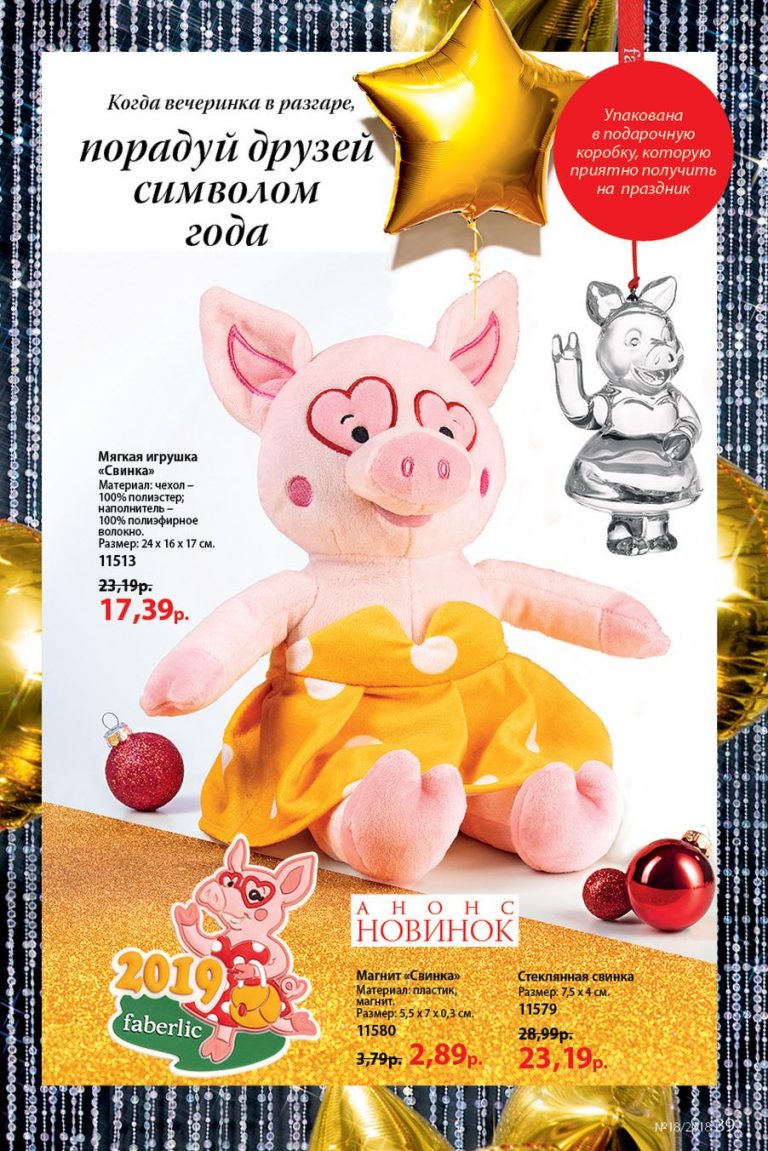 Когда вечеринка в разгаре,
порадуй друзей
символом
года
Упакована
в подарочную
коробку, которую
приятно получить
на праздник
Мягкая игрушка
«Свинка»
Материал: чехол –
100% полиэстер;
наполнитель –
100% полиэфирное
волокно.
Размер: 24 х 16 х 17 см.
11513
23,19р.
17,39р.
2019
faberlic
АНОНС
НОВИНОК
Магнит «Свинка»
Материал: пластик,
магнит.
Размер: 5,5 х 7 х 0,3 см.
11580
3,79р. 2,89р.
Стеклянная свинка
Размер: 7,5 х 4 см.
11579
28,99р.
23,19р.
№18/2018 39